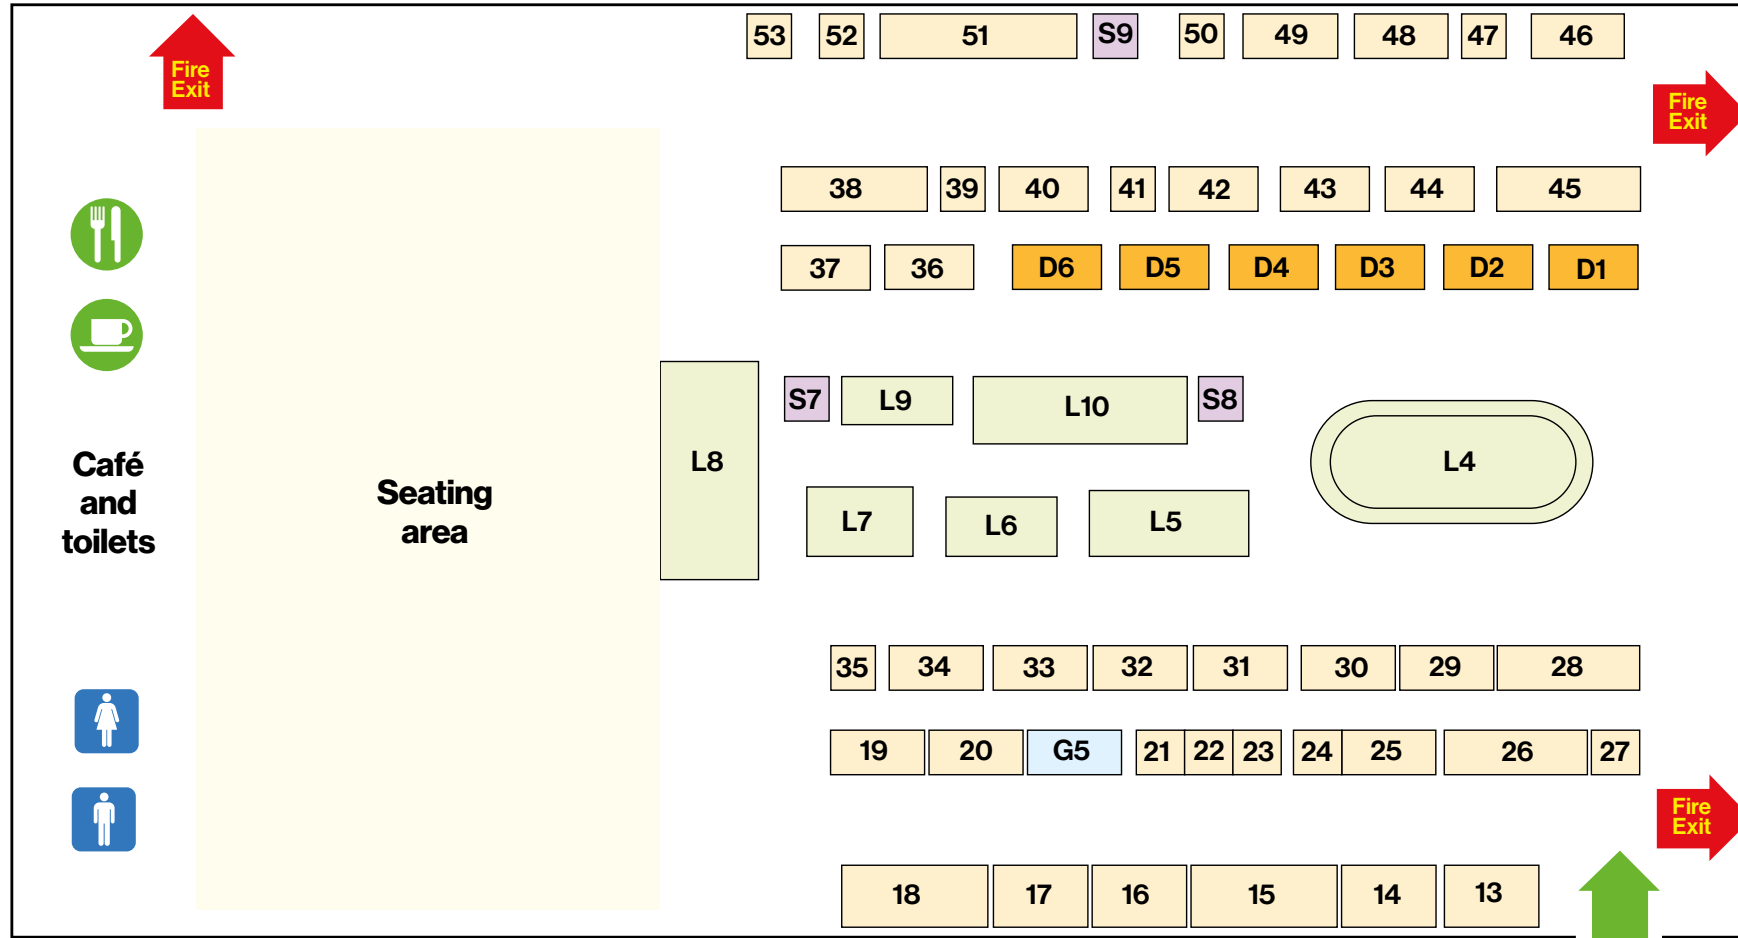 53 52 51 S9 50 49 48 47 46
Fire
Exit
Fire
Exit
38 39 40 41 42 43 44 45
37 36 D6 D5 D4 D3 D2 D1
S7 L9 L10 S8
L8 L4
Café
and
toilets
Seating
area
L7 L6 L5
35 34 33 32 31 30 29 28
19 20 G5 21 22 23 24 25 26 27
Fire
Exit
18 17 16 15 14 13